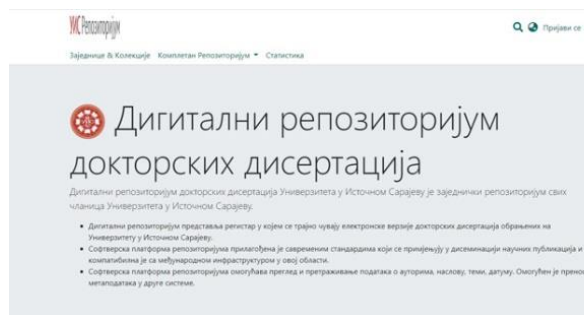 УИС Репозиторијум
Пријави се
Заједнице & Колекције Комплетан Репозиторијум Статистика
Дигитални репозиторијум
докторских дисертација
Дигитални репозиторијум докторских дисертација Универзитета у Источном Сарајеву је заједнички репозиторијум свих
чланица Универзитета у Источном Сарајеву.
Дигитални репозиторијум представља регистар у којем се трајно чувају електронске верзије докторских дисертација обрањених на
Универзитету у Источном Сарајеву.
Софтверска платформа репозиторијума прилагођена је савременим стандардима који се примјењују у дисеминацији научних публикација и
компатибилна је са међународном инфраструктуром у овој области.
Софтверска платформа репозиторијума омогућава преглед и претраживање података о ауторима, наслову, теми, датуму. Омогућен је пренос
метаподатака у друге системе.